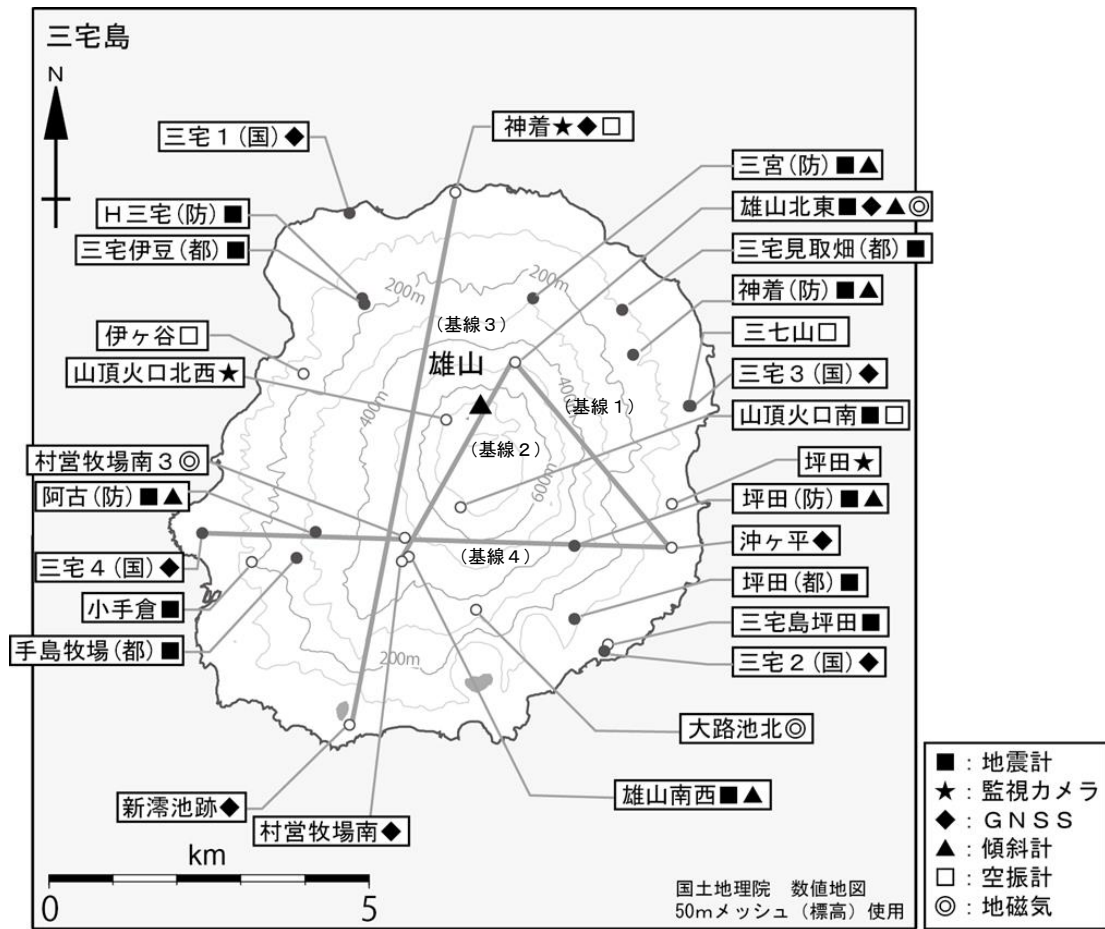 三宅島
N
三宅1(国)◆
神着★◆□
H三宅(防)■
三宅伊豆(都)■
三宮(防)■▲
雄山北東■◆▲◎
三宅見取畑(都)■
神着(防)■▲
伊ヶ谷□
三七山□
山頂火口北西★
三宅3(国)◆
山頂火口南■□
200m
200m
(基線3)
雄山
400m
400m
(基線1)
(基線2)
600m
村営牧場南3◎
坪田★
阿古(防)■▲
坪田(防)■▲
(基線4)
沖ヶ平◆
三宅4(国)◆
坪田(都)■
小手倉■
三宅島坪田■
手島牧場(都)■
200m
三宅2(国)◆
大路池北◎
雄山南西■▲
新澪池跡◆
村営牧場南◆
km
0
5
国土地理院 数値地図
50mメッシュ(標高)使用
■:地震計
★:監視カメラ
◆:GNSS
▲:傾斜計
□:空振計
◎:地磁気